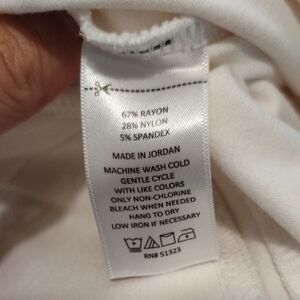 67% RAYON
28% NYLON
5% SPANDEX
MADE IN JORDAN
MACHINE WASH COLD
GENTLE CYCLE
WITH LIKE COLORS
ONLY NON-CHLORINE
BLEACH WHEN NEEDED
HANG TO DRY
LOW IRON IF NECESSARY
RN# 51323